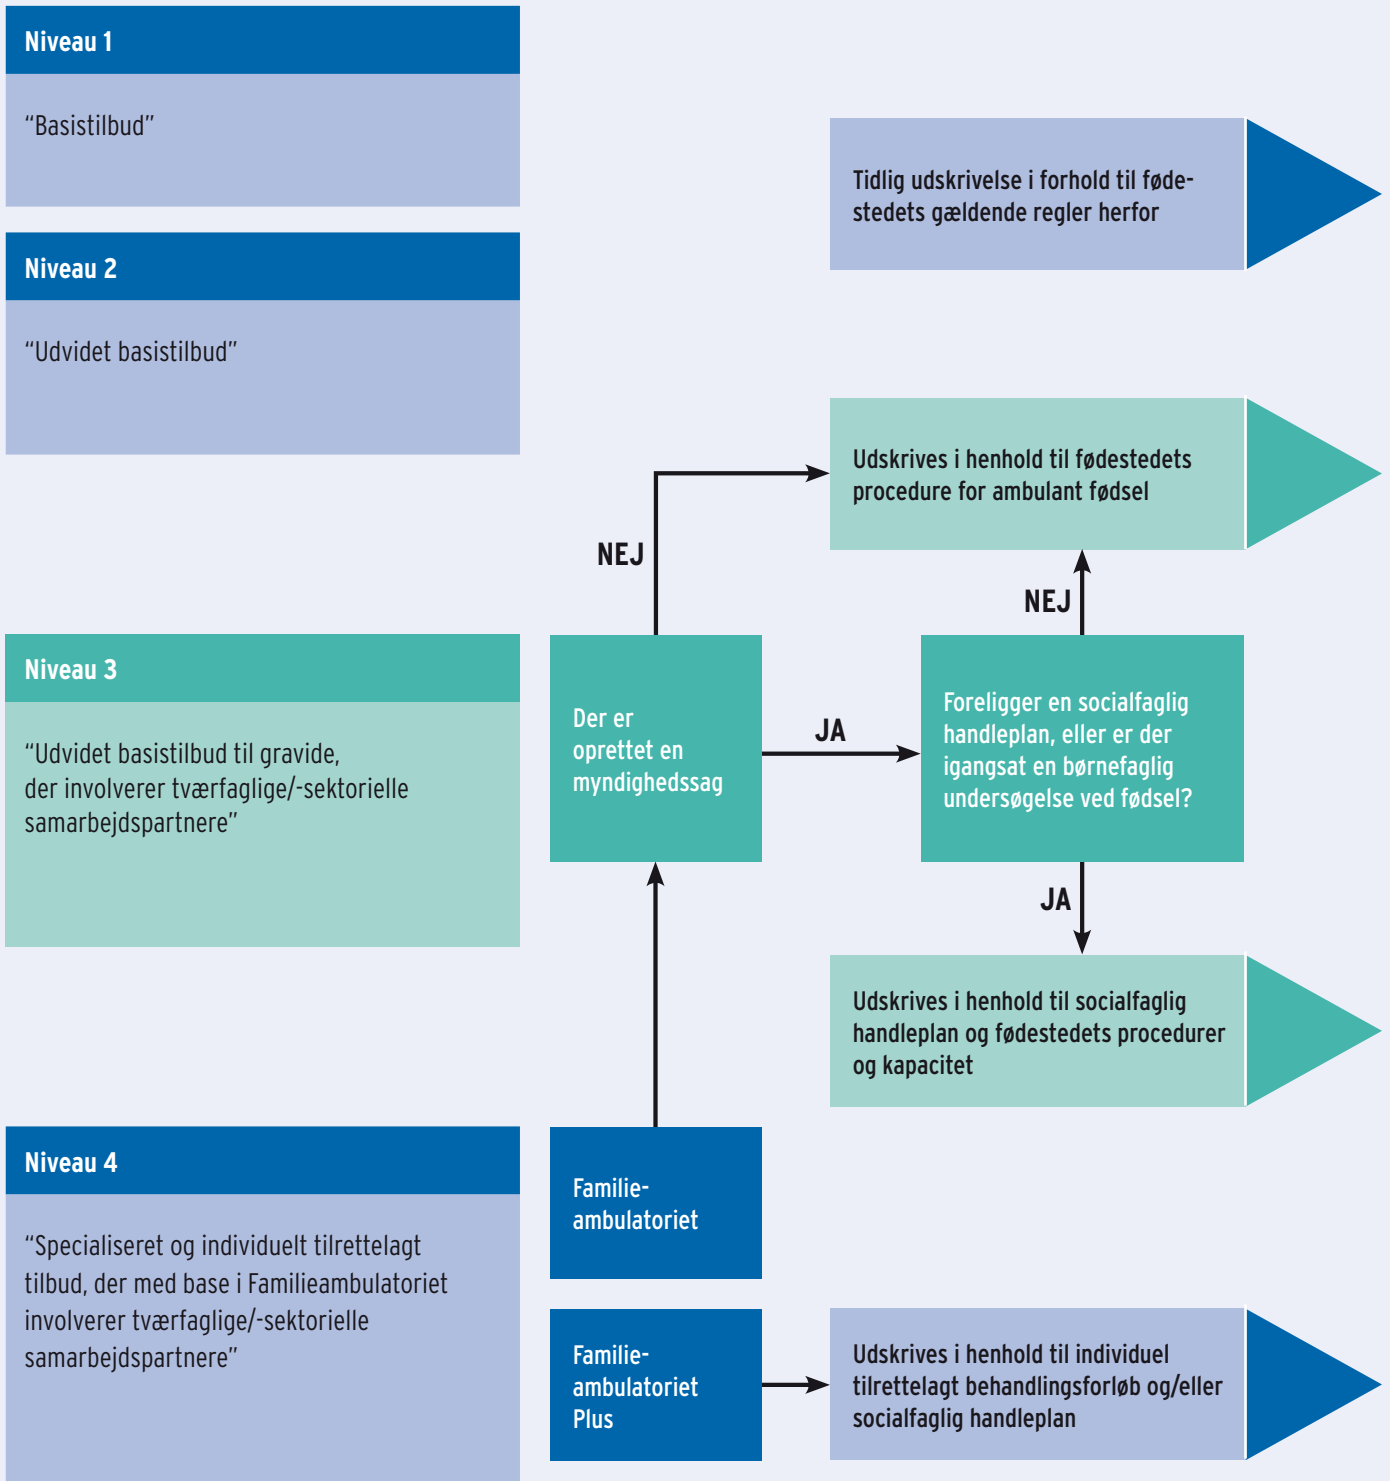 Niveau 1
“Basistilbud”
Tidlig udskrivelse i forhold til føde-
stedets gældende regler herfor
Niveau 2
“Udvidet basistilbud”
Udskrives i henhold til fødestedets
procedure for ambulant fødsel
NEJ
NEJ
Niveau 3
“Udvidet basistilbud til gravide,
der involverer tværfaglige/-sektorielle
samarbejdspartnere”
Der er
oprettet en
myndighedssag
JA
Foreligger en socialfaglig
handleplan, eller er der
igangsat en børnefaglig
undersøgelse ved fødsel?
JA
Udskrives i henhold til socialfaglig
handleplan og fødestedets procedurer
og kapacitet
Niveau 4
“Specialiseret og individuelt tilrettelagt
tilbud, der med base i Familieambulatoriet
involverer tværfaglige/-sektorielle
samarbejdspartnere”
Familie-
ambulatoriet
Familie-
ambulatoriet
Plus
Udskrives i henhold til individuel
tilrettelagt behandlingsforløb og/eller
socialfaglig handleplan